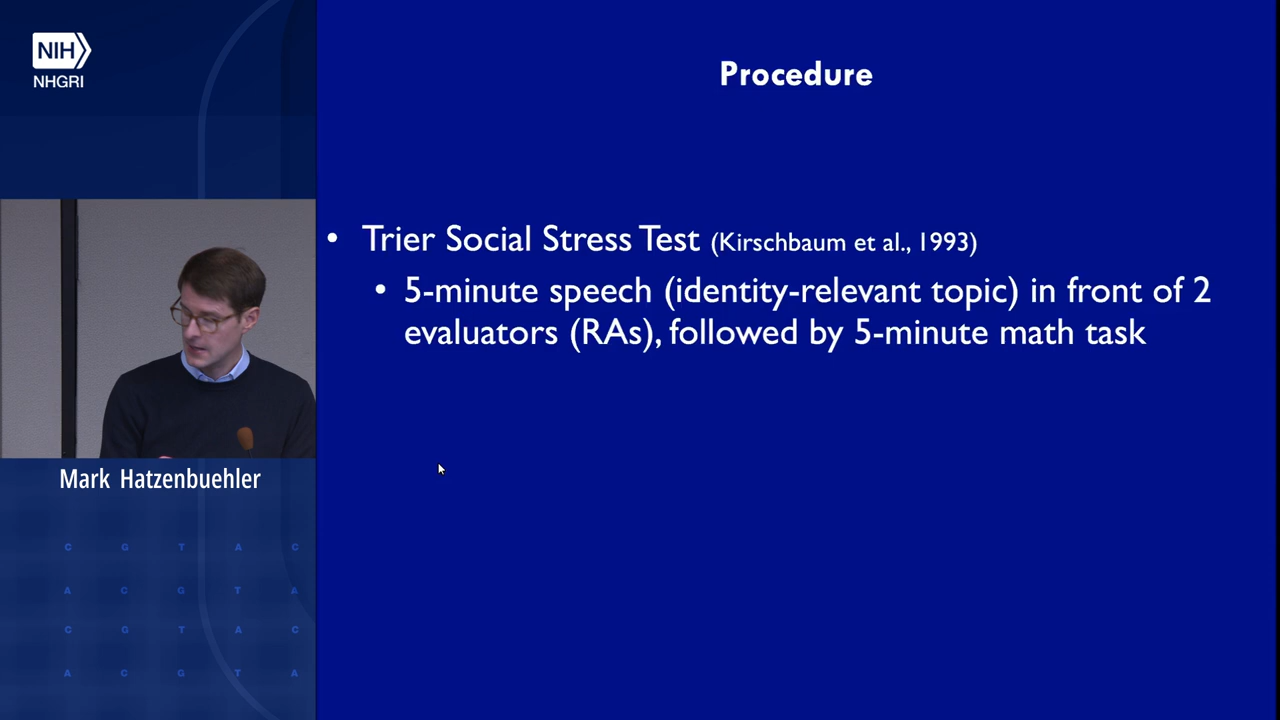 NIH
NHGRI
Procedure
• Trier Social Stress Test (Kirschbaum et al., 1993)
• 5-minute speech (identity-relevant topic) in front of 2
evaluators (RAs), followed by 5-minute math task
Mark Hatzenbuehler
C G T A C
A C G T A
C G T A C
A C G T A